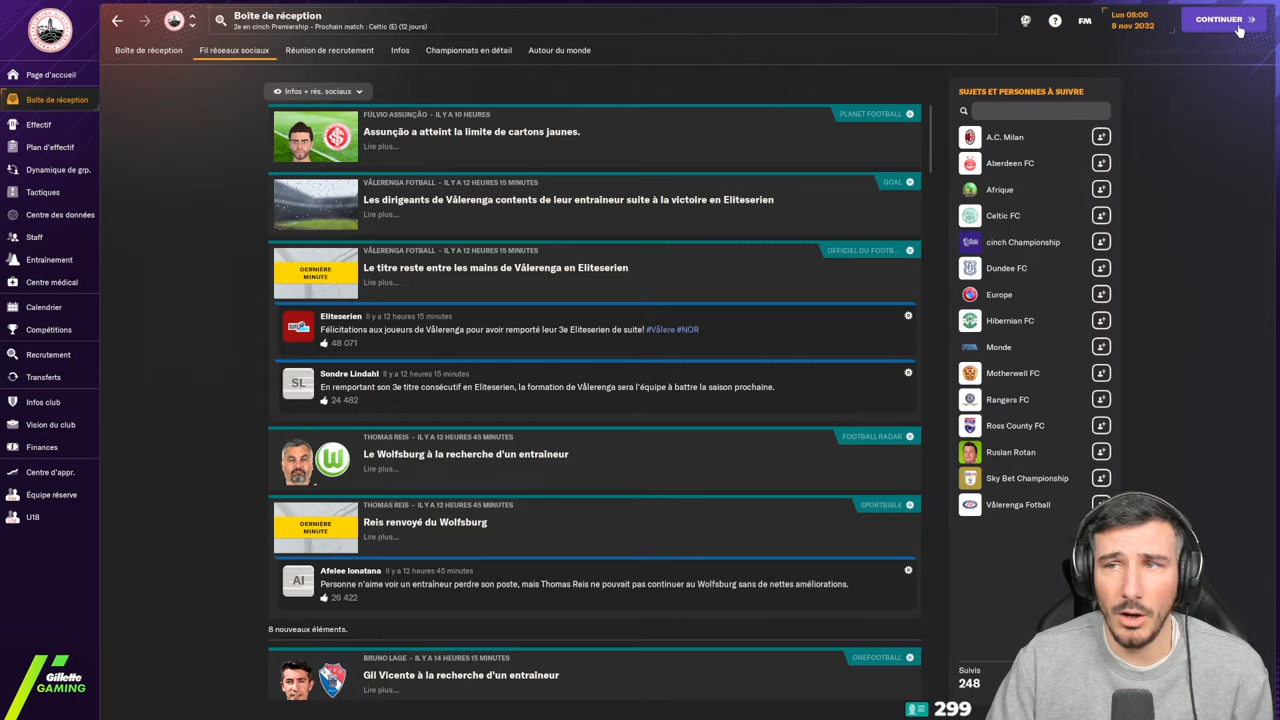 Boîte de réception
2e en cinch Premiership - Prochain match : Celtic (E) (12 jours)
FM
Lun 08:00
8 nov 2032
CONTINUER
Boîte de réception
Fil réseaux sociaux
Réunion de recrutement
Infos
Championnats en détail
Autour du monde
Page d'accueil
Boîte de réception
Effectif
Plan d'effectif
Dynamique de grp.
Tactiques
Centre des données
Staff
Entraînement
Centre médical
Calendrier
Compétitions
Recrutement
Transferts
Infos club
Vision du club
Finances
Centre d'appr.
Équipe réserve
U18
Gillette
GAMING
Infos + rés. sociaux
FÚLVIO ASSUNÇÃO - IL Y A 10 HEURES
PLANET FOOTBALL
Assunção a atteint la limite de cartons jaunes.
Lire plus...
VÅLERENGA FOTBALL - IL Y A 12 HEURES 15 MINUTES
GOAL
Les dirigeants de Vålerenga contents de leur entraîneur suite à la victoire en Eliteserien
Lire plus...
VÅLERENGA FOTBALL - IL Y A 12 HEURES 15 MINUTES
OFFICIEL DU FOOTB...
DERNIÈRE
MINUTE
Le titre reste entre les mains de Vålerenga en Eliteserien
Lire plus...
Eliteserien Il y a 12 heures 15 minutes
Félicitations aux joueurs de Vålerenga pour avoir remporté leur 3e Eliteserien de suite! #Vålere #NOR
48 071
SL
Sondre Lindahl Il y a 12 heures 15 minutes
En remportant son 3e titre consécutif en Eliteserien, la formation de Vålerenga sera l'équipe à battre la saison prochaine.
24 482
THOMAS REIS - IL Y A 12 HEURES 45 MINUTES
FOOTBALL RADAR
Le Wolfsburg à la recherche d'un entraîneur
Lire plus...
THOMAS REIS - IL Y A 12 HEURES 45 MINUTES
SPORTBIBLE
DERNIÈRE
MINUTE
Reis renvoyé du Wolfsburg
Lire plus...
AI
Afelee Ionatana Il y a 12 heures 45 minutes
Personne n'aime voir un entraîneur perdre son poste, mais Thomas Reis ne pouvait pas continuer au Wolfsburg sans de nettes améliorations.
26 422
8 nouveaux éléments.
BRUNO LAGE - IL Y A 14 HEURES 15 MINUTES
ONEFOOTBALL
Gil Vicente à la recherche d'un entraîneur
Lire plus...
SUJETS ET PERSONNES À SUIVRE
A.C. Milan
Aberdeen FC
Afrique
Celtic FC
cinch Championship
Dundee FC
Europe
Hibernian FC
Monde
Motherwell FC
Rangers FC
Ross County FC
Ruslan Rotan
Sky Bet Championship
Vålerenga Fotball
Suivis
248
299